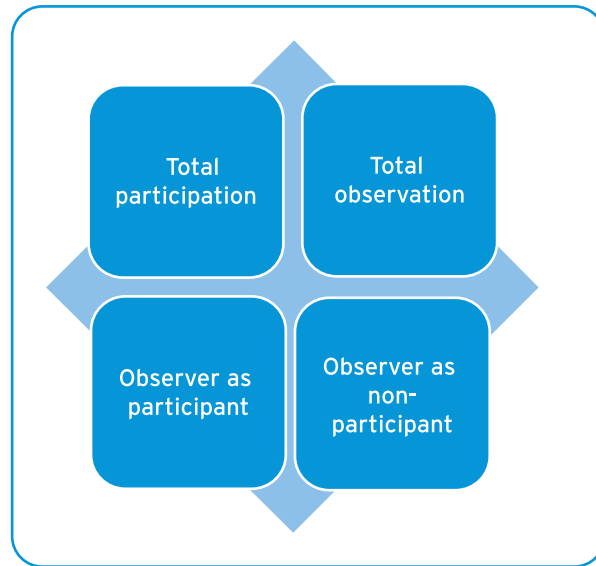 Total
participation
Total
observation
Observer as
participant
Observer as
non-
participant